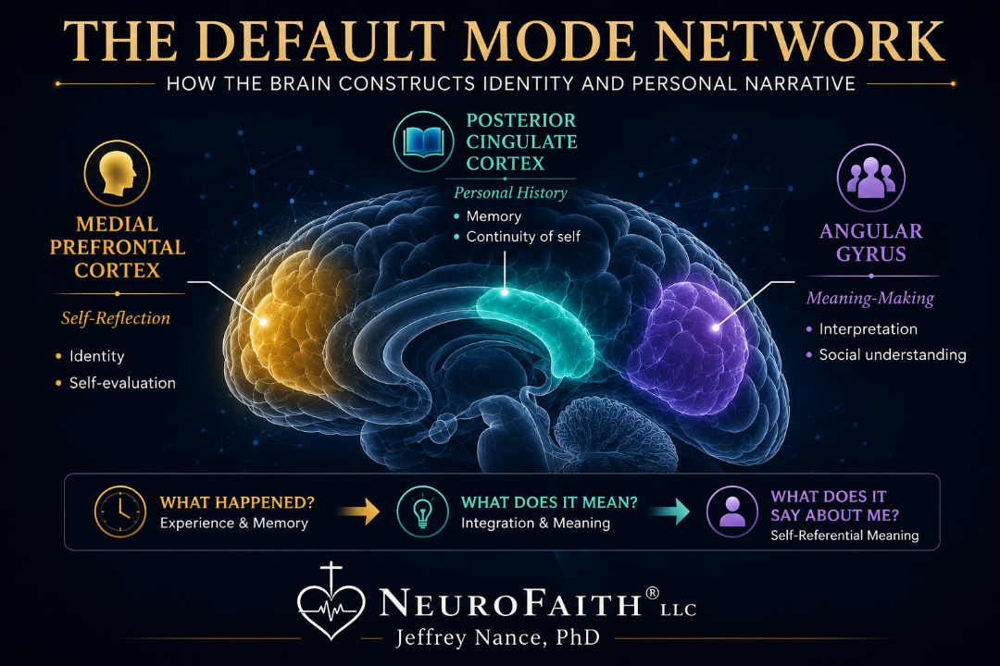 THE DEFAULT MODE NETWORK
HOW THE BRAIN CONSTRUCTS IDENTITY AND PERSONAL NARRATIVE
MEDIAL
PREFRONTAL
CORTEX
Self-Reflection
• Identity
• Self-evaluation
POSTERIOR
CINGULATE
CORTEX
Personal History
• Memory
• Continuity of self
ANGULAR
GYRUS
Meaning-Making
• Interpretation
• Social understanding
WHAT HAPPENED?
Experience & Memory
WHAT DOES IT MEAN?
Integration & Meaning
WHAT DOES IT
SAY ABOUT ME?
Self-Referential Meaning
NEUROFAITH® LLC
Jeffrey Nance, PhD